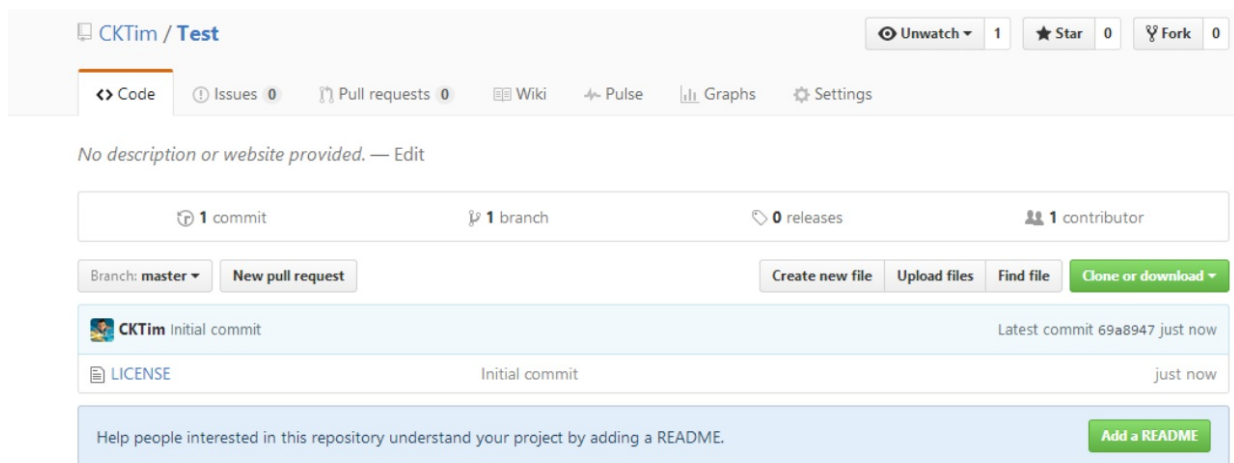 CKTim / Test Unwatch 1 Star 0 Fork 0
Code Issues 0 Pull requests 0 Wiki Pulse Graphs Settings
No description or website provided. — Edit
1 commit 1 branch 0 releases 1 contributor
Branch: master New pull request Create new file Upload files Find file Clone or download
CKTim Initial commit Latest commit 69a8947 just now
LICENSE Initial commit just now
Help people interested in this repository understand your project by adding a README. Add a README